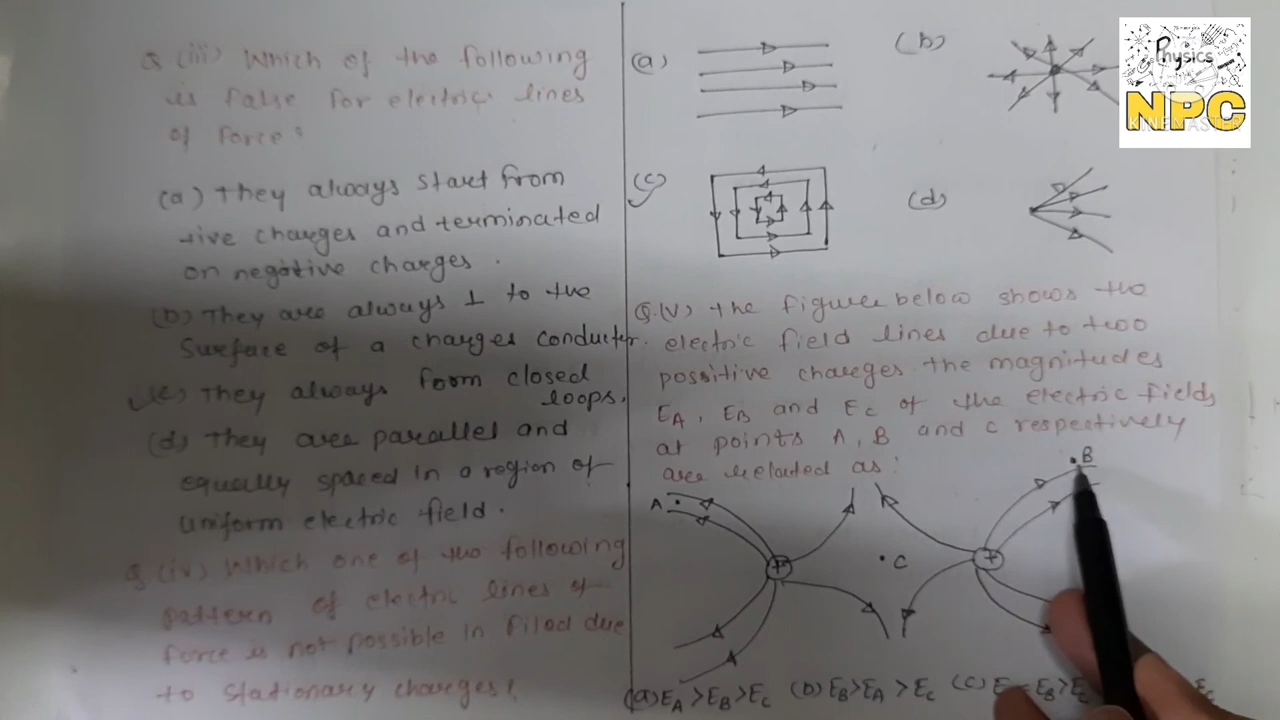 Q (iii) Which of the following
is false for electric lines
of force?
(a) They always start from
+ive charges and terminated
on negative charges.
(b) They are always ⊥ to the
surface of a charges conducter.
(c) They always form closed
loops.
(d) They are parallel and
equally spaced in a region of
uniform electric field.
Q (iv) Which one of the following
pattern of electric lines of
force is not possible in filed due
to stationary charges?
(a)
(b)
(c)
(d)
Q.(V) The figure below shows the
electric field lines due to two
possitive charges. The magnitudes
EA, EB and EC of the electric fields
at points A, B and C respectively
are related as:
A
B
C
+
+
(a) EA > EB > EC (b) EB > EA > EC (c)
Physics
NPC
KINEMASTER